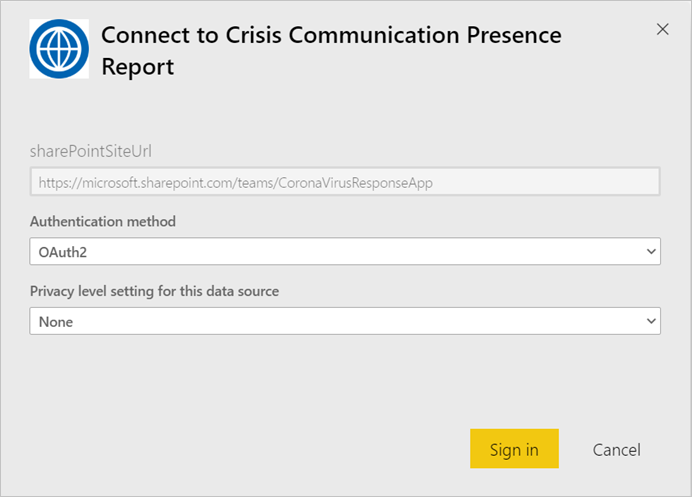 Connect to Crisis Communication Presence
Report
sharePointSiteUrl
https://microsoft.sharepoint.com/teams/CoronaVirusResponseApp
Authentication method
OAuth2
Privacy level setting for this data source
None
Sign in
Cancel